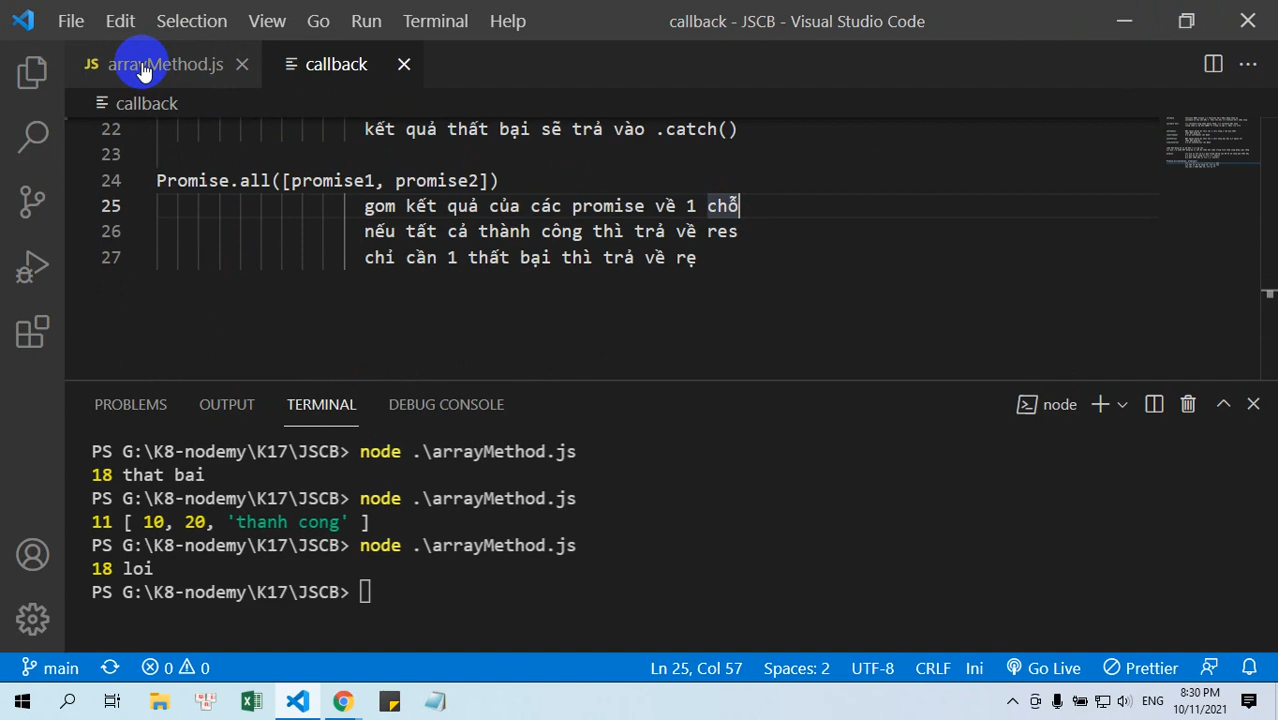 File Edit Selection View Go Run Terminal Help callback - JSCB - Visual Studio Code
JS arrayMethod.js callback
callback
22 kết quả thất bại sẽ trả vào .catch()
23
24 Promise.all([promise1, promise2])
25 gom kết quả của các promise về 1 chỗ
26 nếu tất cả thành công thì trả về res
27 chỉ cần 1 thất bại thì trả về rẹ
PROBLEMS OUTPUT TERMINAL DEBUG CONSOLE node
PS G:\K8-nodemy\K17\JSCB> node .\arrayMethod.js
18 that bai
PS G:\K8-nodemy\K17\JSCB> node .\arrayMethod.js
11 [ 10, 20, 'thanh cong' ]
PS G:\K8-nodemy\K17\JSCB> node .\arrayMethod.js
18 loi
PS G:\K8-nodemy\K17\JSCB>
main 0 0 Ln 25, Col 57 Spaces: 2 UTF-8 CRLF Ini Go Live Prettier
ENG 8:30 PM
10/11/2021